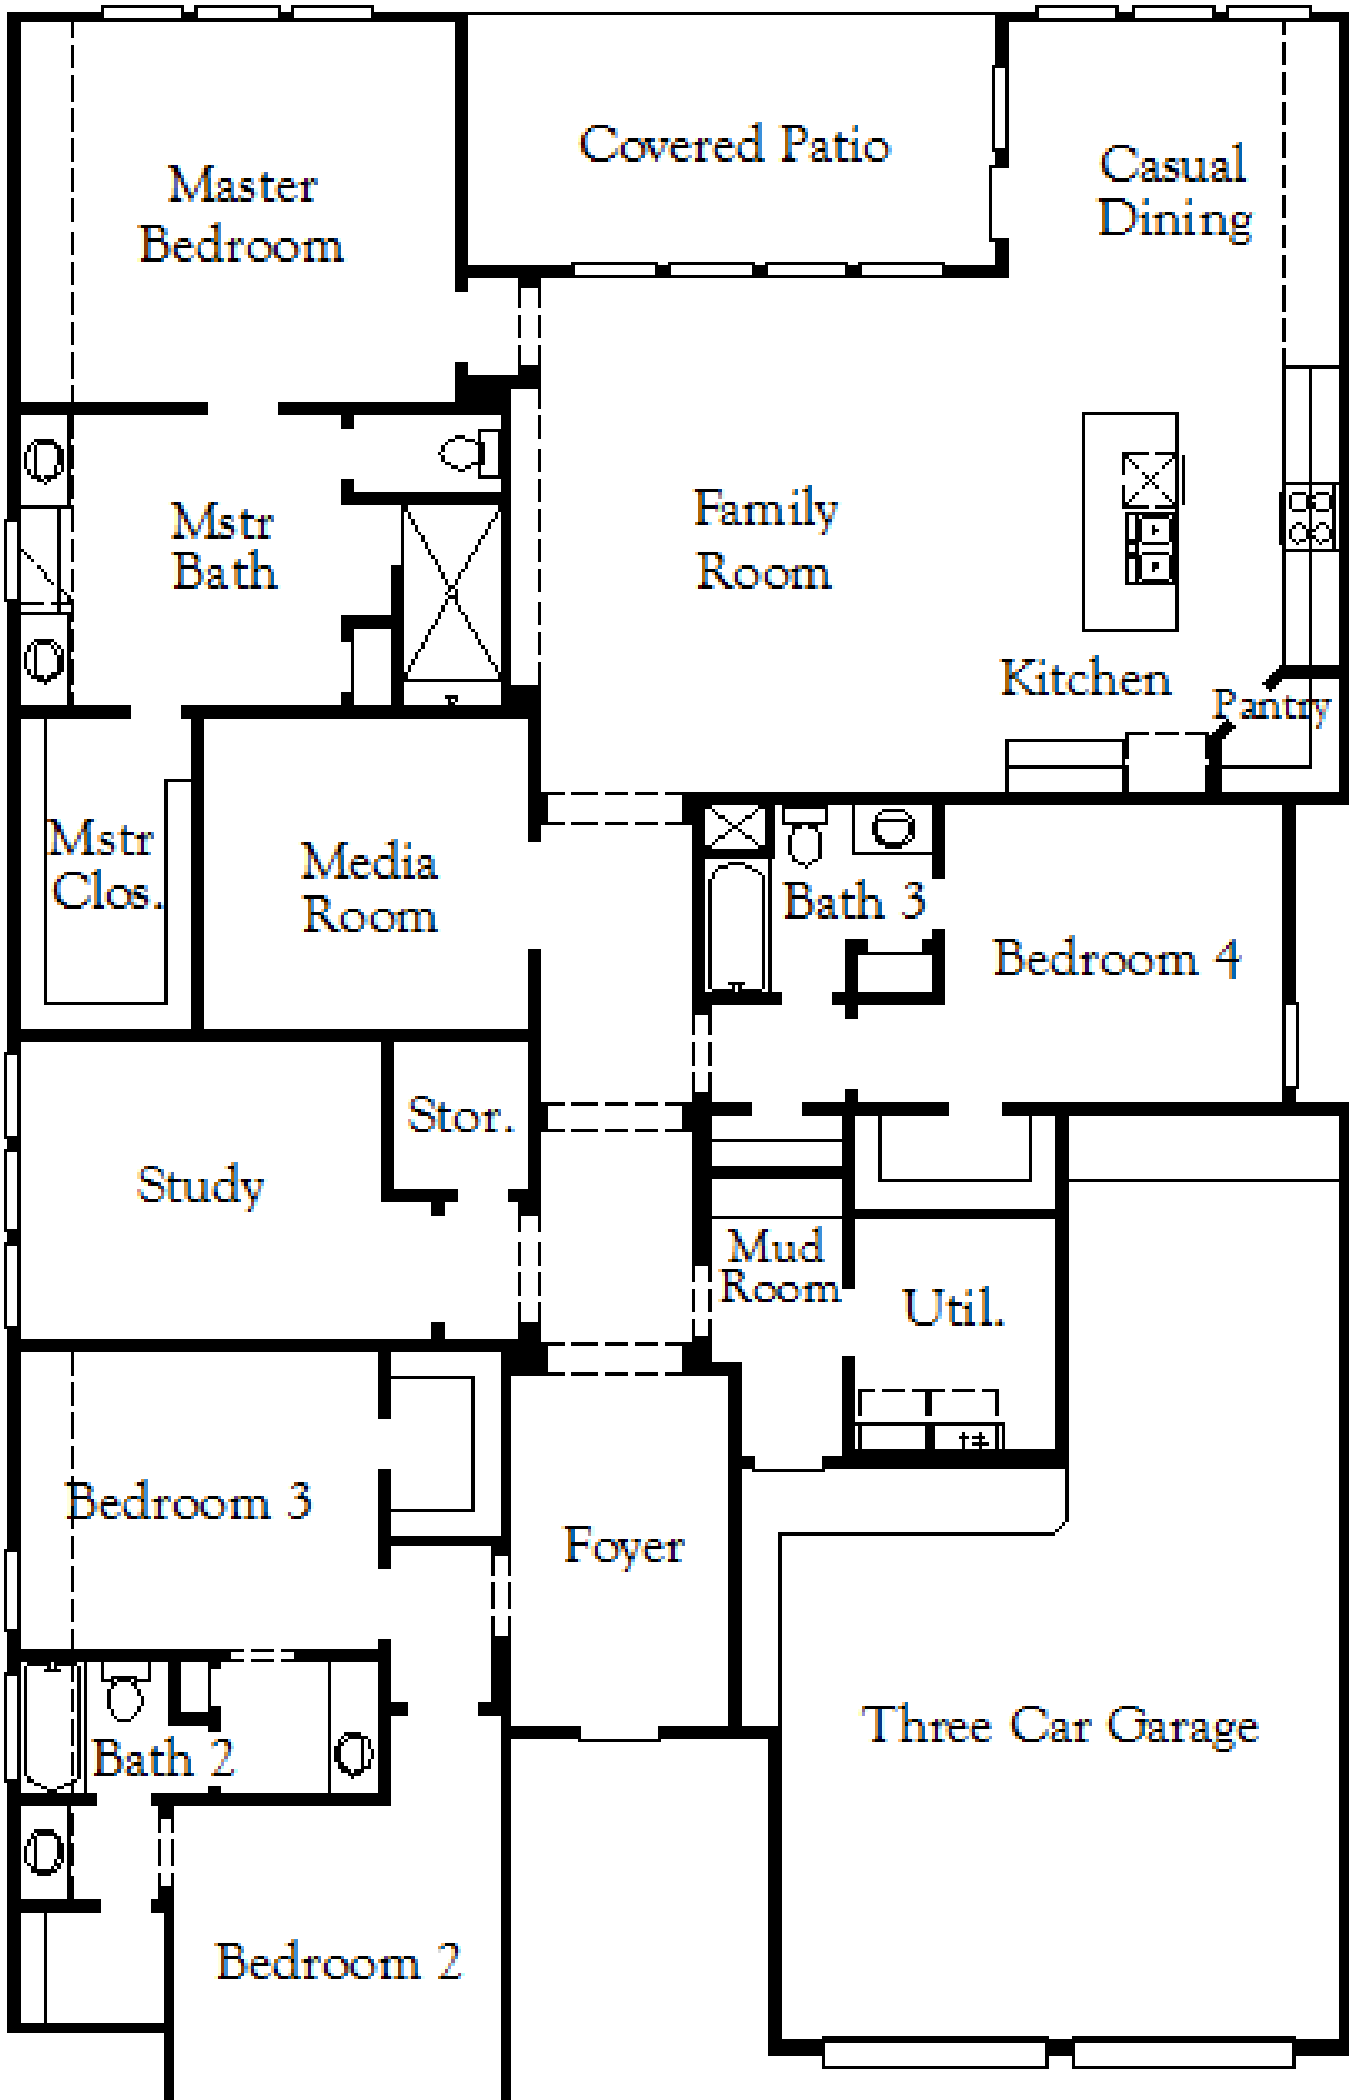 Covered Patio
Casual
Dining
Master
Bedroom
Family
Room
Mstr
Bath
Kitchen
Pantry
Mstr
Clos.
Media
Room
Bath 3
Bedroom 4
Stor.
Study
Mud
Room
Util.
Bedroom 3
Foyer
Three Car Garage
Bath 2
Bedroom 2